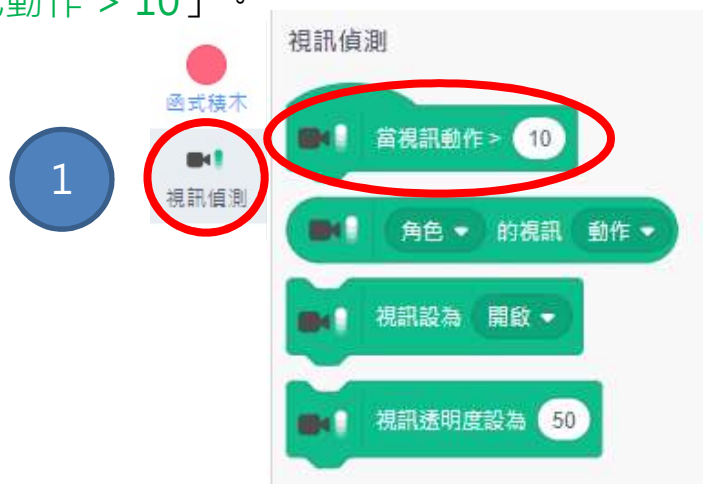 動作 > 10」。
視訊偵測
函式積木
當視訊動作 > 10
1
視訊偵測
角色 的視訊 動作
視訊設為 開啟
視訊透明度設為 50